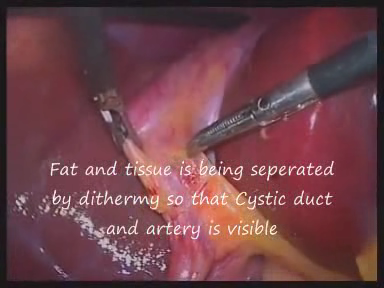 Fat and tissue is being seperated
by dithermy so that Cystic duct
and artery is visible